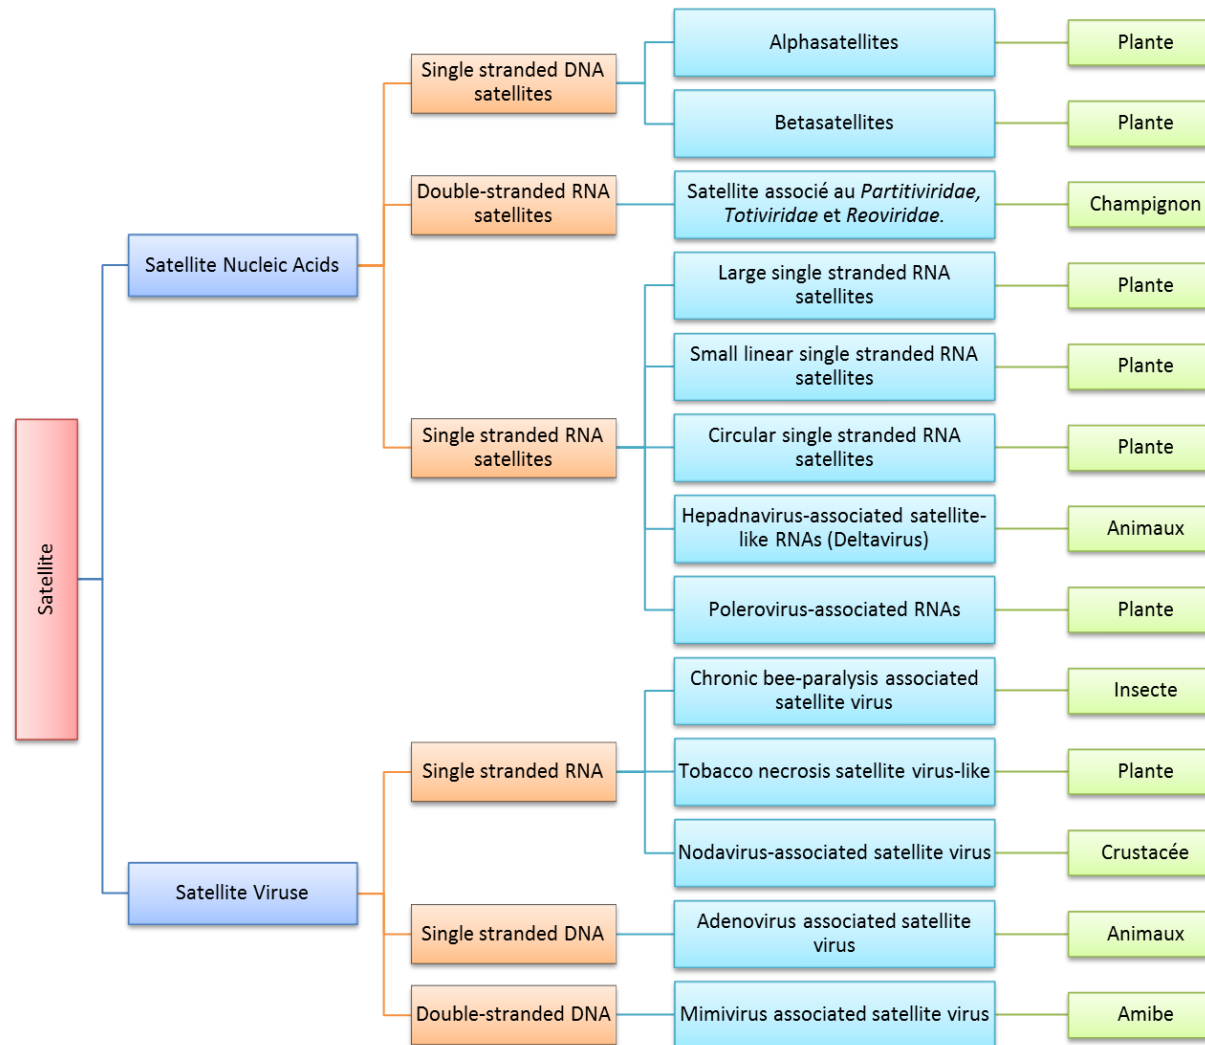 Satellite
Satellite Nucleic Acids
Single stranded DNA
satellites
Alphasatellites
Plante
Betasatellites
Plante
Double-stranded RNA
satellites
Satellite associé au Partitiviridae,
Totiviridae et Reoviridae.
Champignon
Single stranded RNA
satellites
Large single stranded RNA
satellites
Plante
Small linear single stranded RNA
satellites
Plante
Circular single stranded RNA
satellites
Plante
Hepadnavirus-associated satellite-
like RNAs (Deltavirus)
Animaux
Polerovirus-associated RNAs
Plante
Satellite Viruse
Single stranded RNA
Chronic bee-paralysis associated
satellite virus
Insecte
Tobacco necrosis satellite virus-like
Plante
Nodavirus-associated satellite virus
Crustacée
Single stranded DNA
Adenovirus associated satellite
virus
Animaux
Double-stranded DNA
Mimivirus associated satellite virus
Amibe